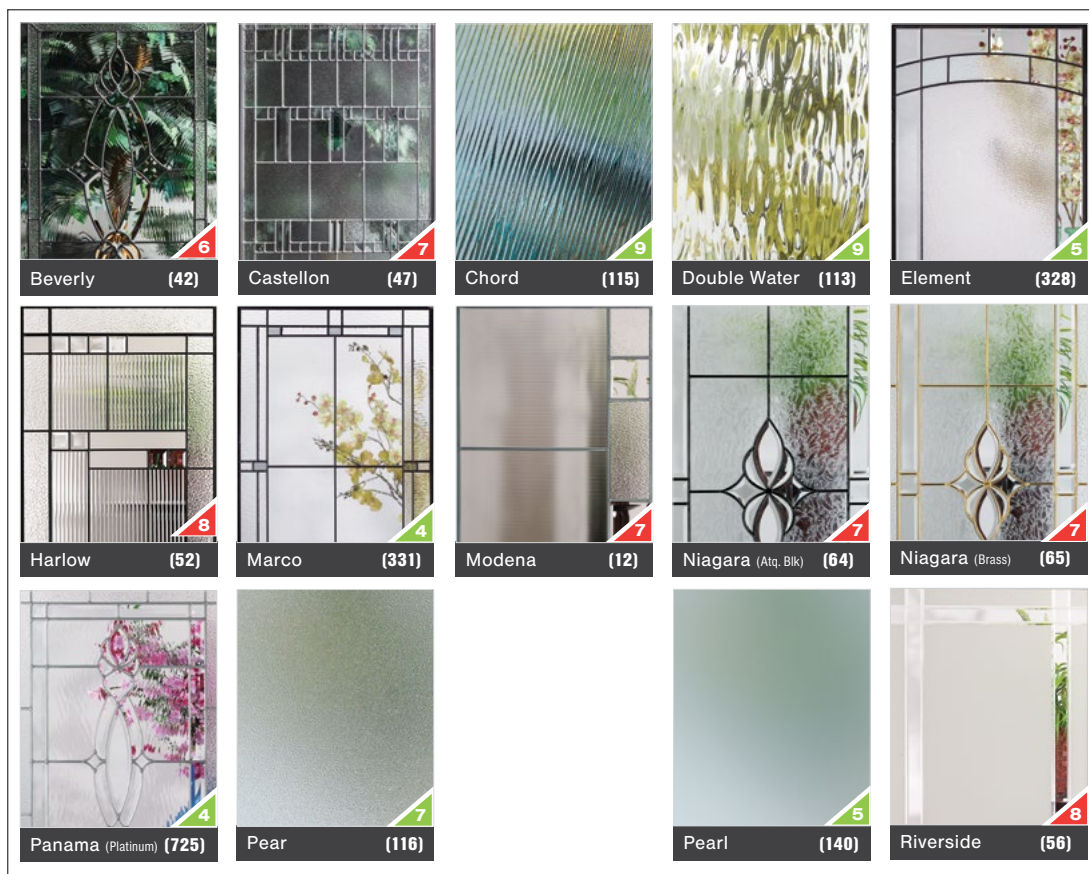 6
Beverly (42)
7
Castellon (47)
9
Chord (115)
9
Double Water (113)
5
Element (328)
8
Harlow (52)
4
Marco (331)
7
Modena (12)
7
Niagara (Atq. Blk) (64)
7
Niagara (Brass) (65)
4
Panama (Platinum) (725)
7
Pear (116)
5
Pearl (140)
8
Riverside (56)